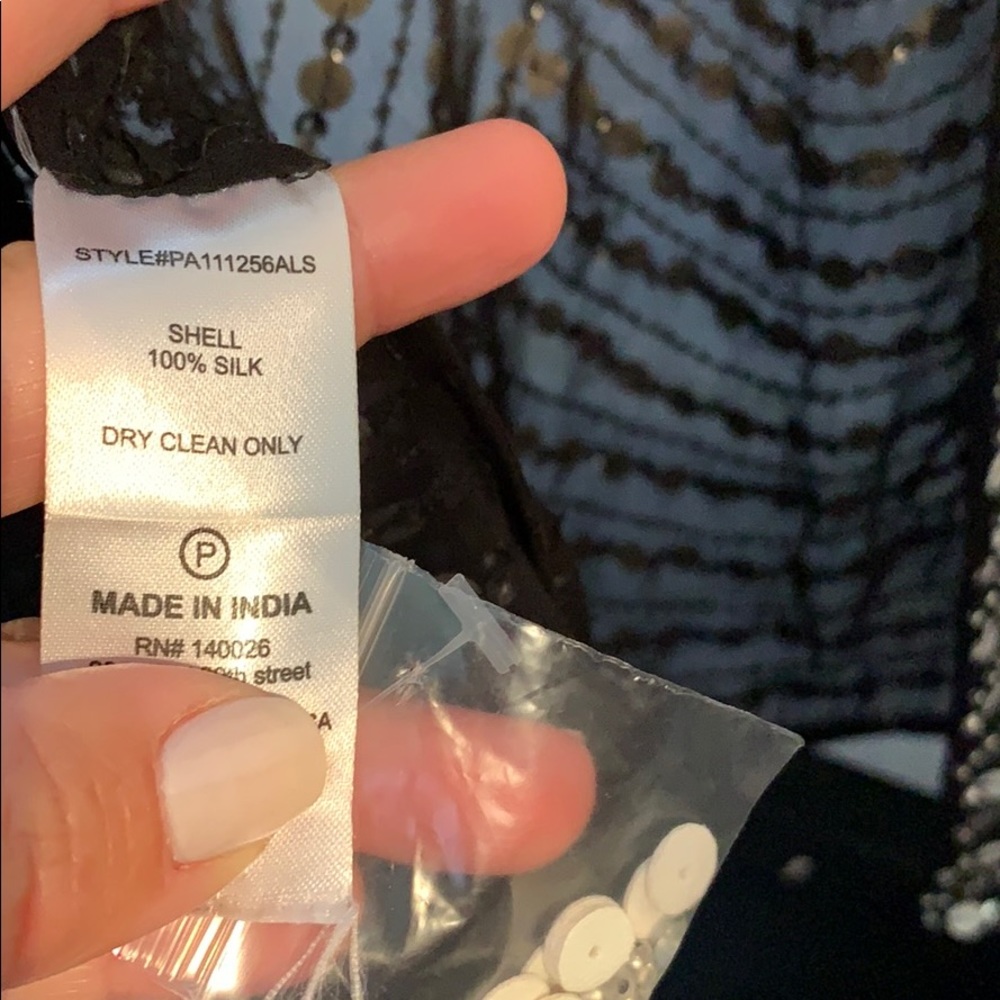 STYLE#PA111256ALS
SHELL
100% SILK
DRY CLEAN ONLY
P
MADE IN INDIA
RN# 140026
street